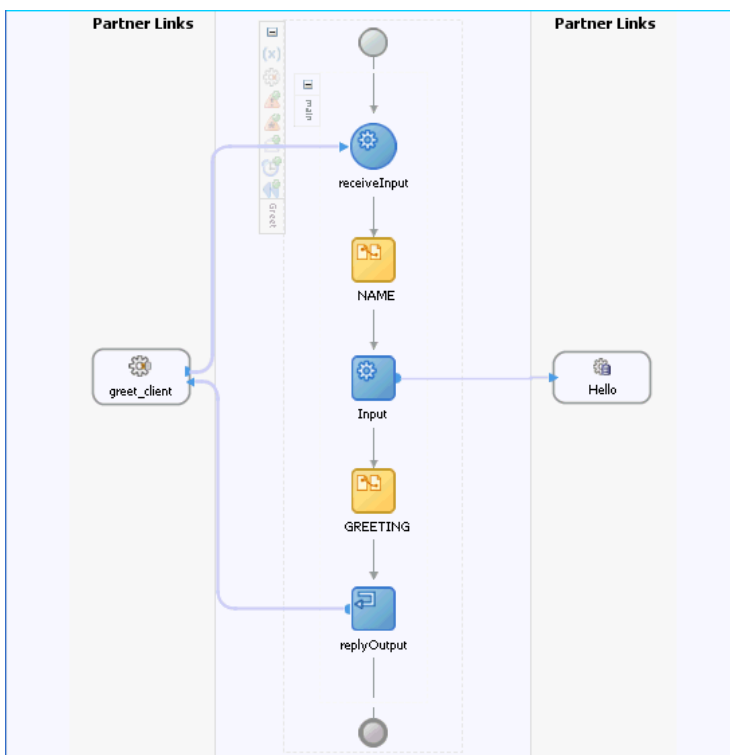 Partner Links
Partner Links
(x)
main
receiveInput
Greet
NAME
greet_client
Input
Hello
GREETING
replyOutput